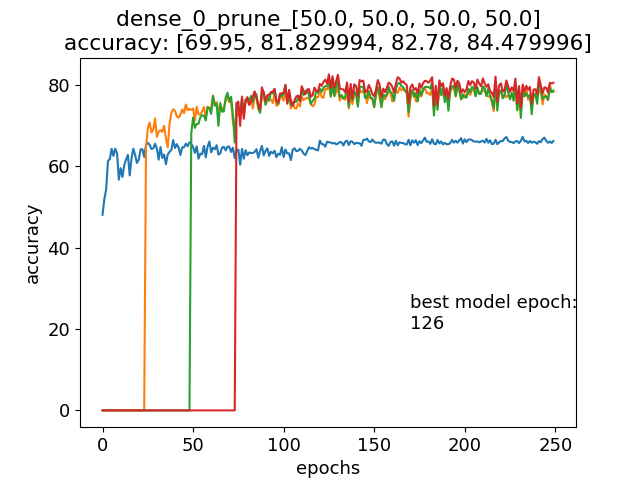 dense_0_prune_[50.0, 50.0, 50.0, 50.0]
accuracy: [69.95, 81.829994, 82.78, 84.479996]
80
60
40
20
0
accuracy
best model epoch:
126
0 50 100 150 200 250
epochs